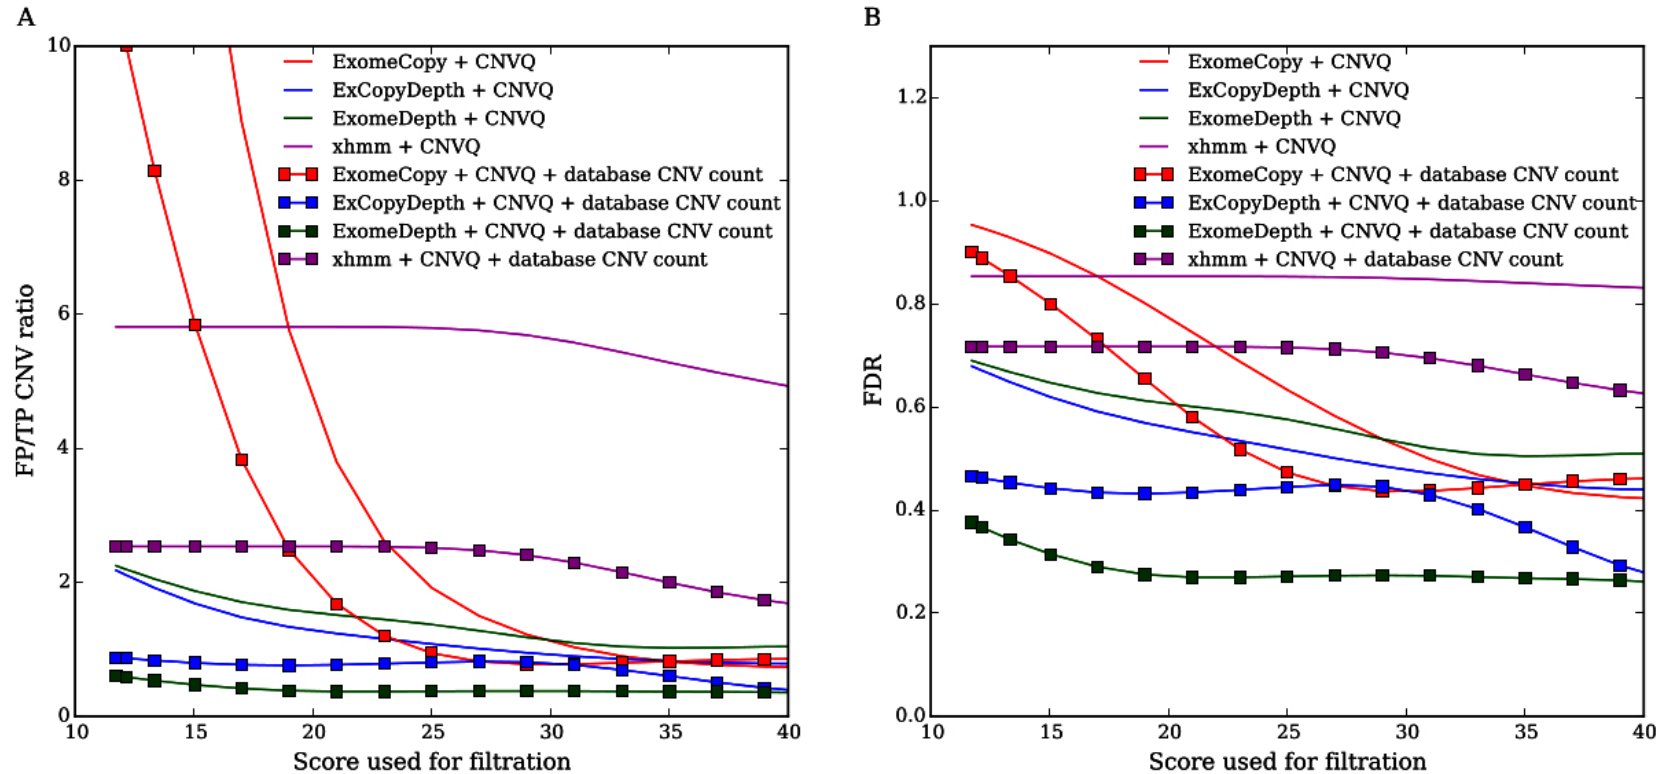 A
10
8
6
4
2
0
FP/TP CNV ratio
ExomeCopy + CNVQ
ExCopyDepth + CNVQ
ExomeDepth + CNVQ
xhmm + CNVQ
ExomeCopy + CNVQ + database CNV count
ExCopyDepth + CNVQ + database CNV count
ExomeDepth + CNVQ + database CNV count
xhmm + CNVQ + database CNV count
10 15 20 25 30 35 40
Score used for filtration
B
1.2
1.0
0.8
0.6
0.4
0.2
0.0
FDR
ExomeCopy + CNVQ
ExCopyDepth + CNVQ
ExomeDepth + CNVQ
xhmm + CNVQ
ExomeCopy + CNVQ + database CNV count
ExCopyDepth + CNVQ + database CNV count
ExomeDepth + CNVQ + database CNV count
xhmm + CNVQ + database CNV count
10 15 20 25 30 35 40
Score used for filtration